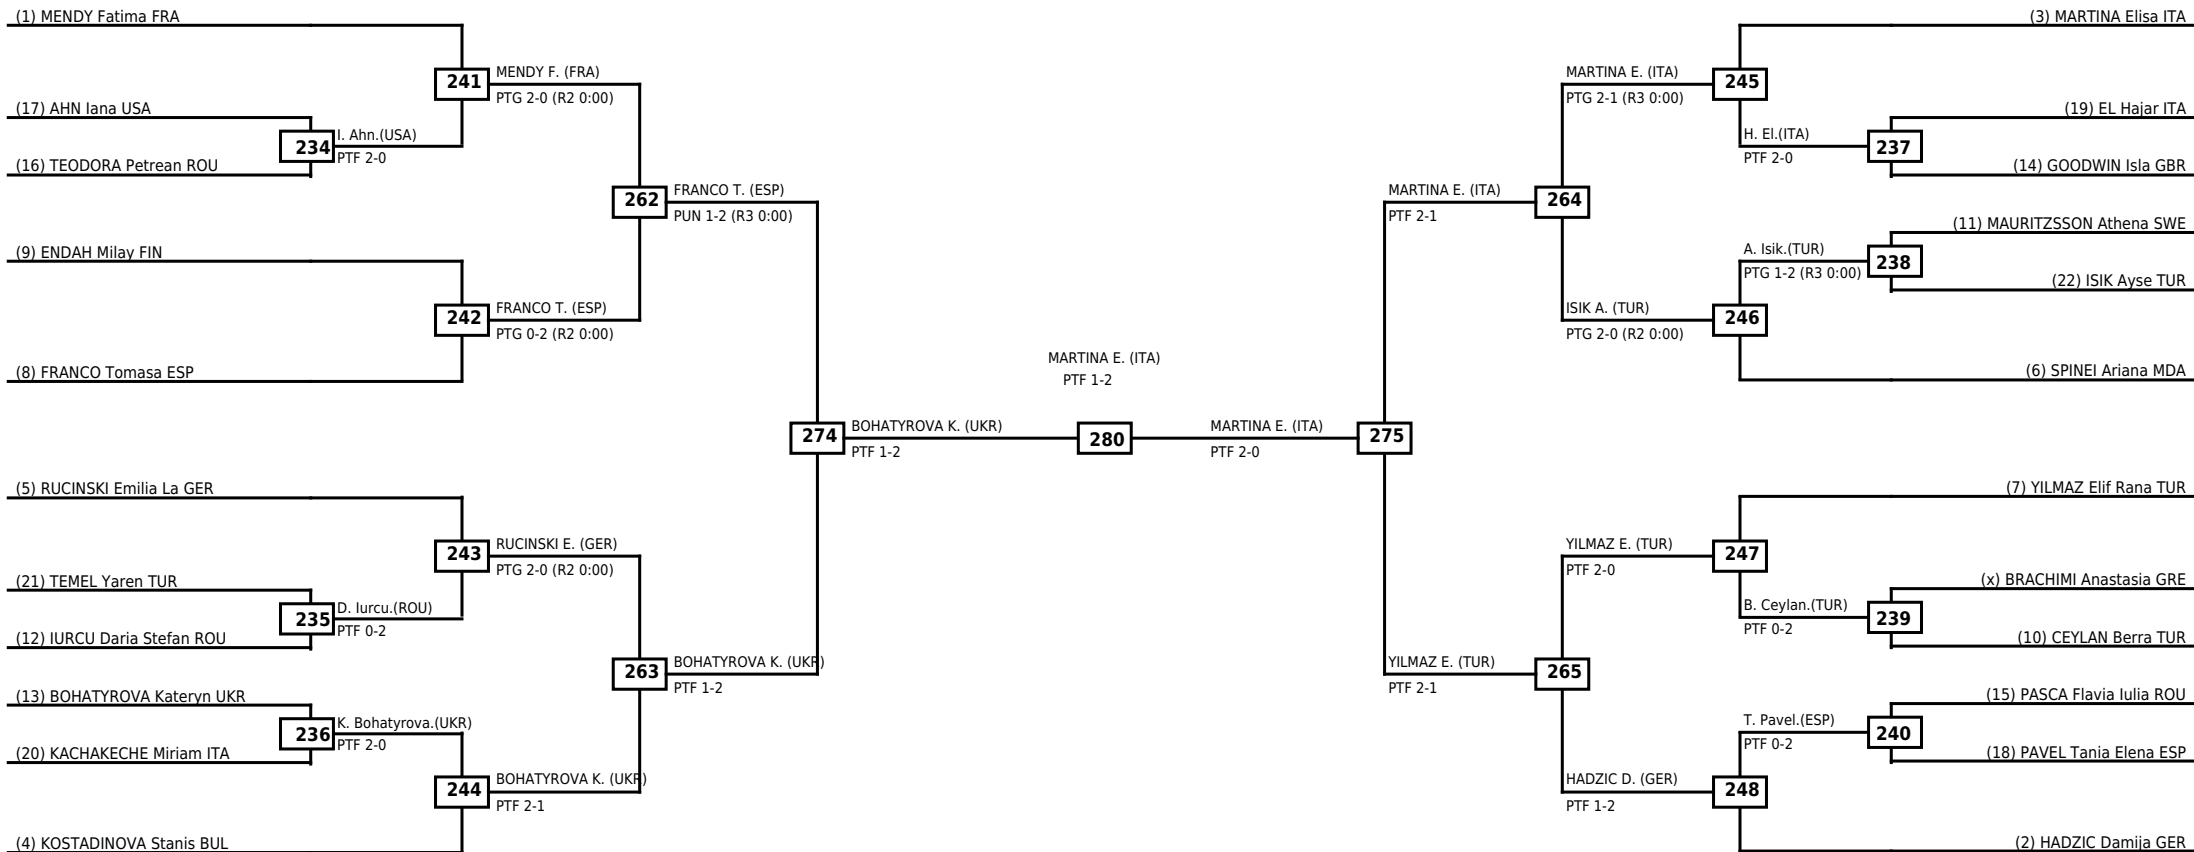 (1) MENDY Fatima FRA
241
MENDY F. (FRA)
PTG 2-0 (R2 0:00)
(17) AHN Iana USA
234
I. Ahn.(USA)
PTF 2-0
(16) TEODORA Petrean ROU
262
FRANCO T. (ESP)
PUN 1-2 (R3 0:00)
(9) ENDAH Milay FIN
242
FRANCO T. (ESP)
PTG 0-2 (R2 0:00)
(8) FRANCO Tomasa ESP
274
BOHATYROVA K. (UKR)
PTF 1-2
(5) RUCINSKI Emilia La GER
243
RUCINSKI E. (GER)
PTG 2-0 (R2 0:00)
(21) TEMEL Yaren TUR
235
D. Iurcu.(ROU)
PTF 0-2
(12) IURCU Daria Stefan ROU
263
BOHATYROVA K. (UKR)
PTF 1-2
(13) BOHATYROVA Kateryn UKR
236
K. Bohatyrova.(UKR)
PTF 2-0
(20) KACHAKECHE Miriam ITA
244
BOHATYROVA K. (UKR)
PTF 2-1
(4) KOSTADINOVA Stanis BUL
MARTINA E. (ITA)
PTF 1-2
280
MARTINA E. (ITA)
PTF 2-0
275
(3) MARTINA Elisa ITA
MARTINA E. (ITA)
PTG 2-1 (R3 0:00)
245
(19) EL Hajar ITA
H. El.(ITA)
PTF 2-0
237
(14) GOODWIN Isla GBR
MARTINA E. (ITA)
PTF 2-1
264
(11) MAURITZSSON Athena SWE
A. Isik.(TUR)
PTG 1-2 (R3 0:00)
238
(22) ISIK Ayse TUR
ISIK A. (TUR)
PTG 2-0 (R2 0:00)
246
(6) SPINEI Ariana MDA
(7) YILMAZ Elif Rana TUR
YILMAZ E. (TUR)
PTF 2-0
247
(x) BRACHIMI Anastasia GRE
B. Ceylan.(TUR)
PTF 0-2
239
(10) CEYLAN Berra TUR
YILMAZ E. (TUR)
PTF 2-1
265
(15) PASCA Flavia Iulia ROU
T. Pavel.(ESP)
PTF 0-2
240
(18) PAVEL Tania Elena ESP
HADZIC D. (GER)
PTF 1-2
248
(2) HADZIC Damija GER